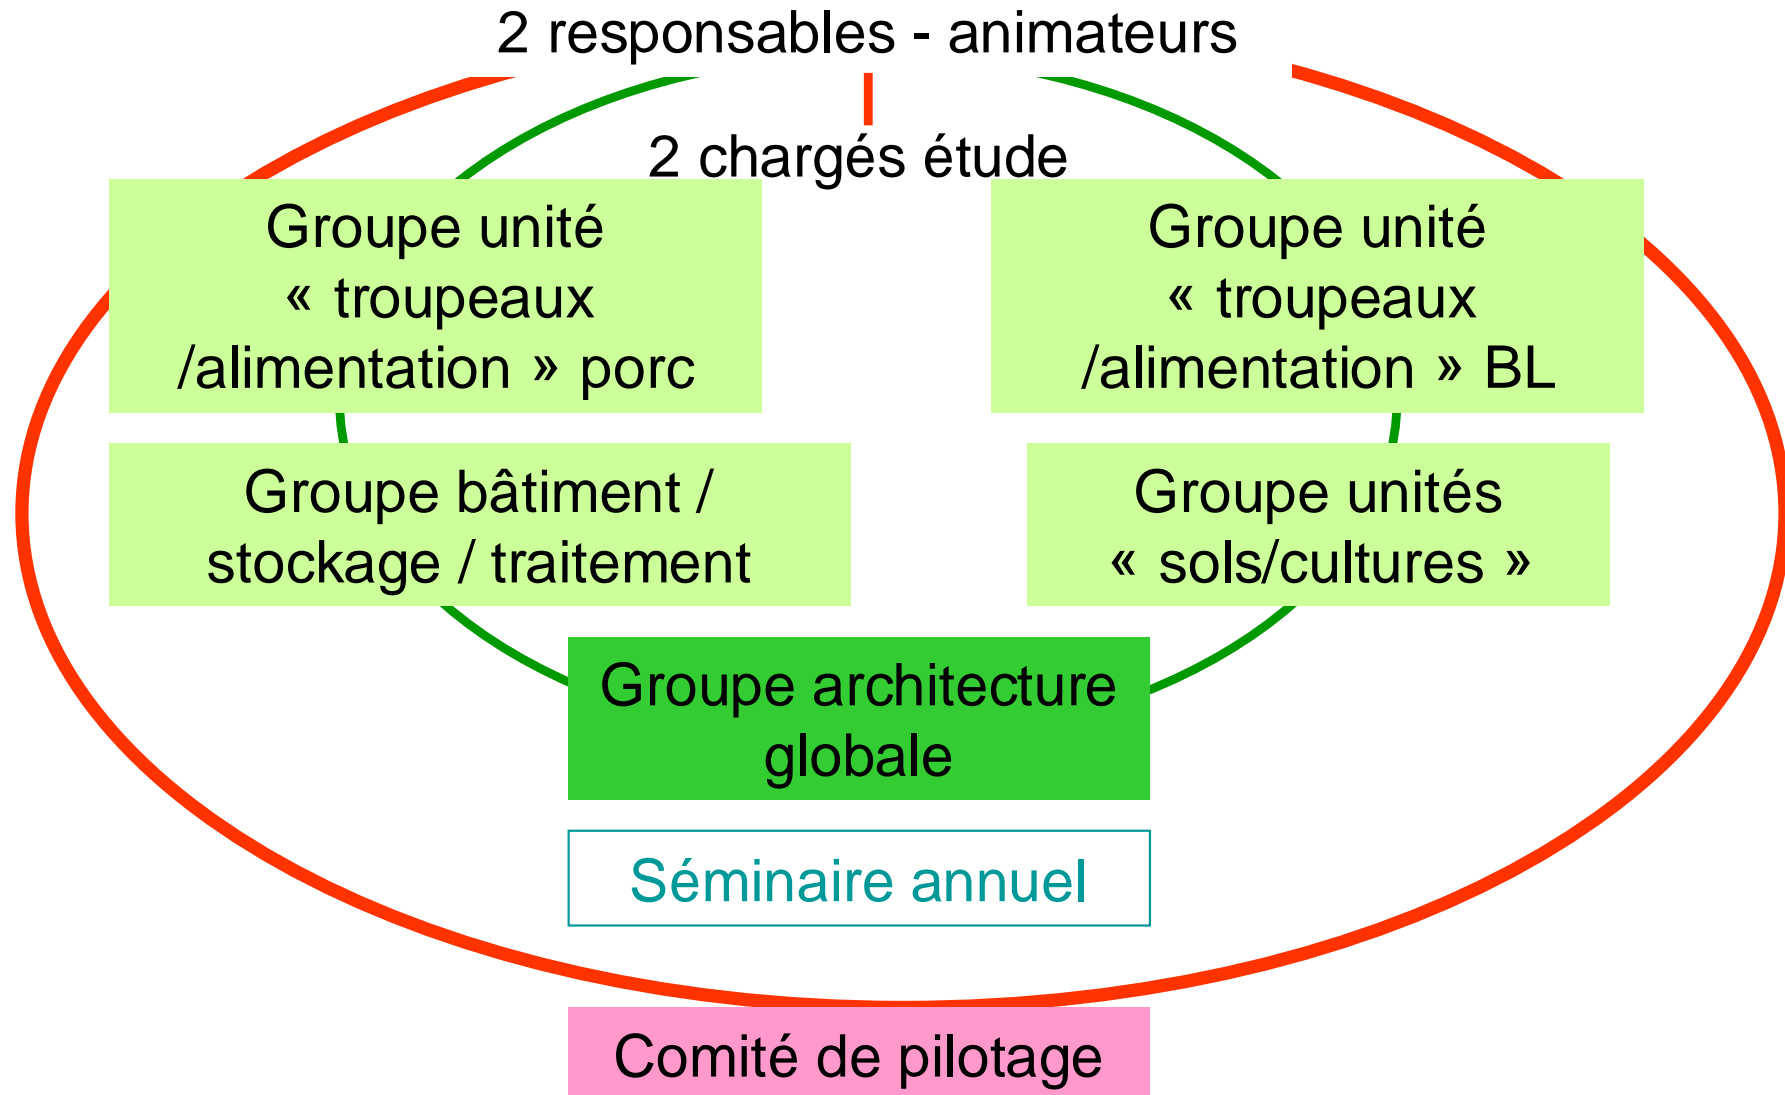 2 responsables - animateurs
2 chargés étude
Groupe unité
« troupeaux
/alimentation » porc
Groupe unité
« troupeaux
/alimentation » BL
Groupe bâtiment /
stockage / traitement
Groupe unités
« sols/cultures »
Groupe architecture
globale
Séminaire annuel
Comité de pilotage